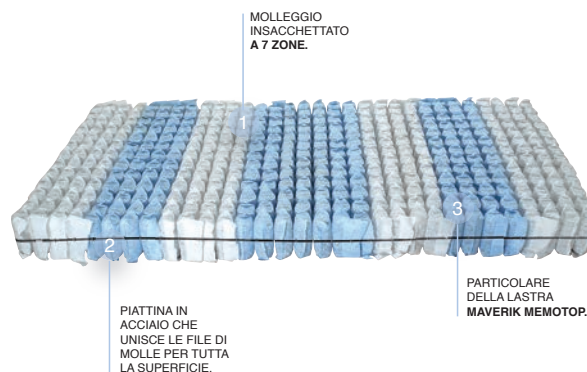 MOLLEGGIO
INSACCHETTATO
A 7 ZONE.
1
2
3
PIATTINA IN
ACCIAIO CHE
UNISCE LE FILE DI
MOLLE PER TUTTA
LA SUPERFICIE.
PARTICOLARE
DELLA LASTRA
MAVERIK MEMOTOP.